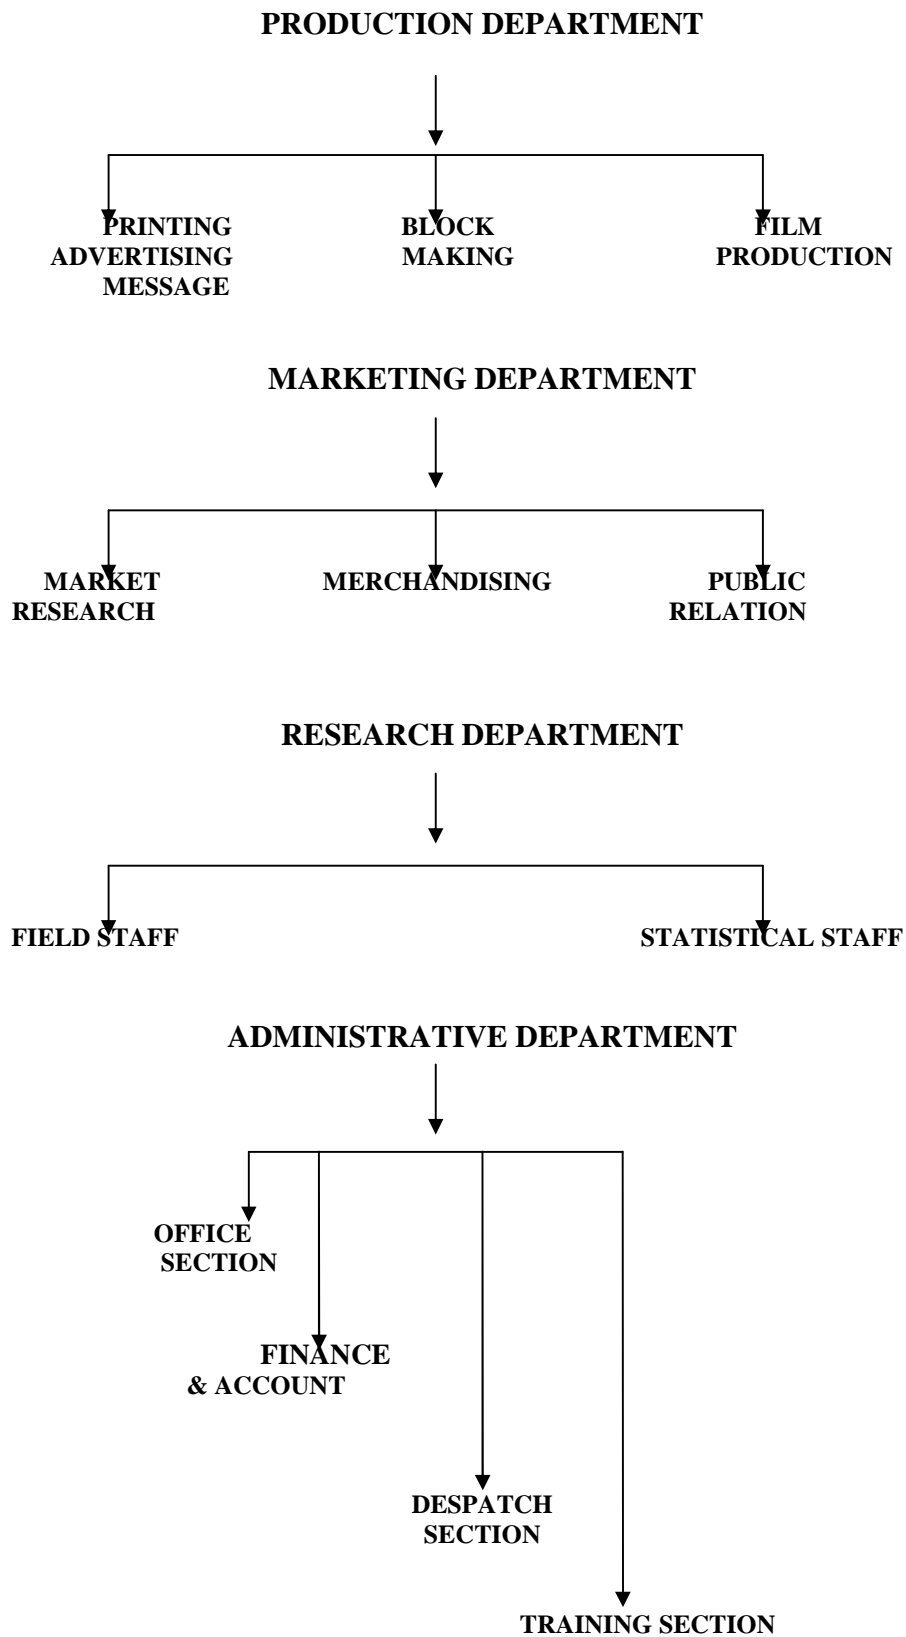 PRODUCTION DEPARTMENT
PRINTING
ADVERTISING
MESSAGE
BLOCK
MAKING
FILM
PRODUCTION
MARKETING DEPARTMENT
MARKET
RESEARCH
MERCHANDISING
PUBLIC
RELATION
RESEARCH DEPARTMENT
FIELD STAFF
STATISTICAL STAFF
ADMINISTRATIVE DEPARTMENT
OFFICE
SECTION
FINANCE
& ACCOUNT
DESPATCH
SECTION
TRAINING SECTION